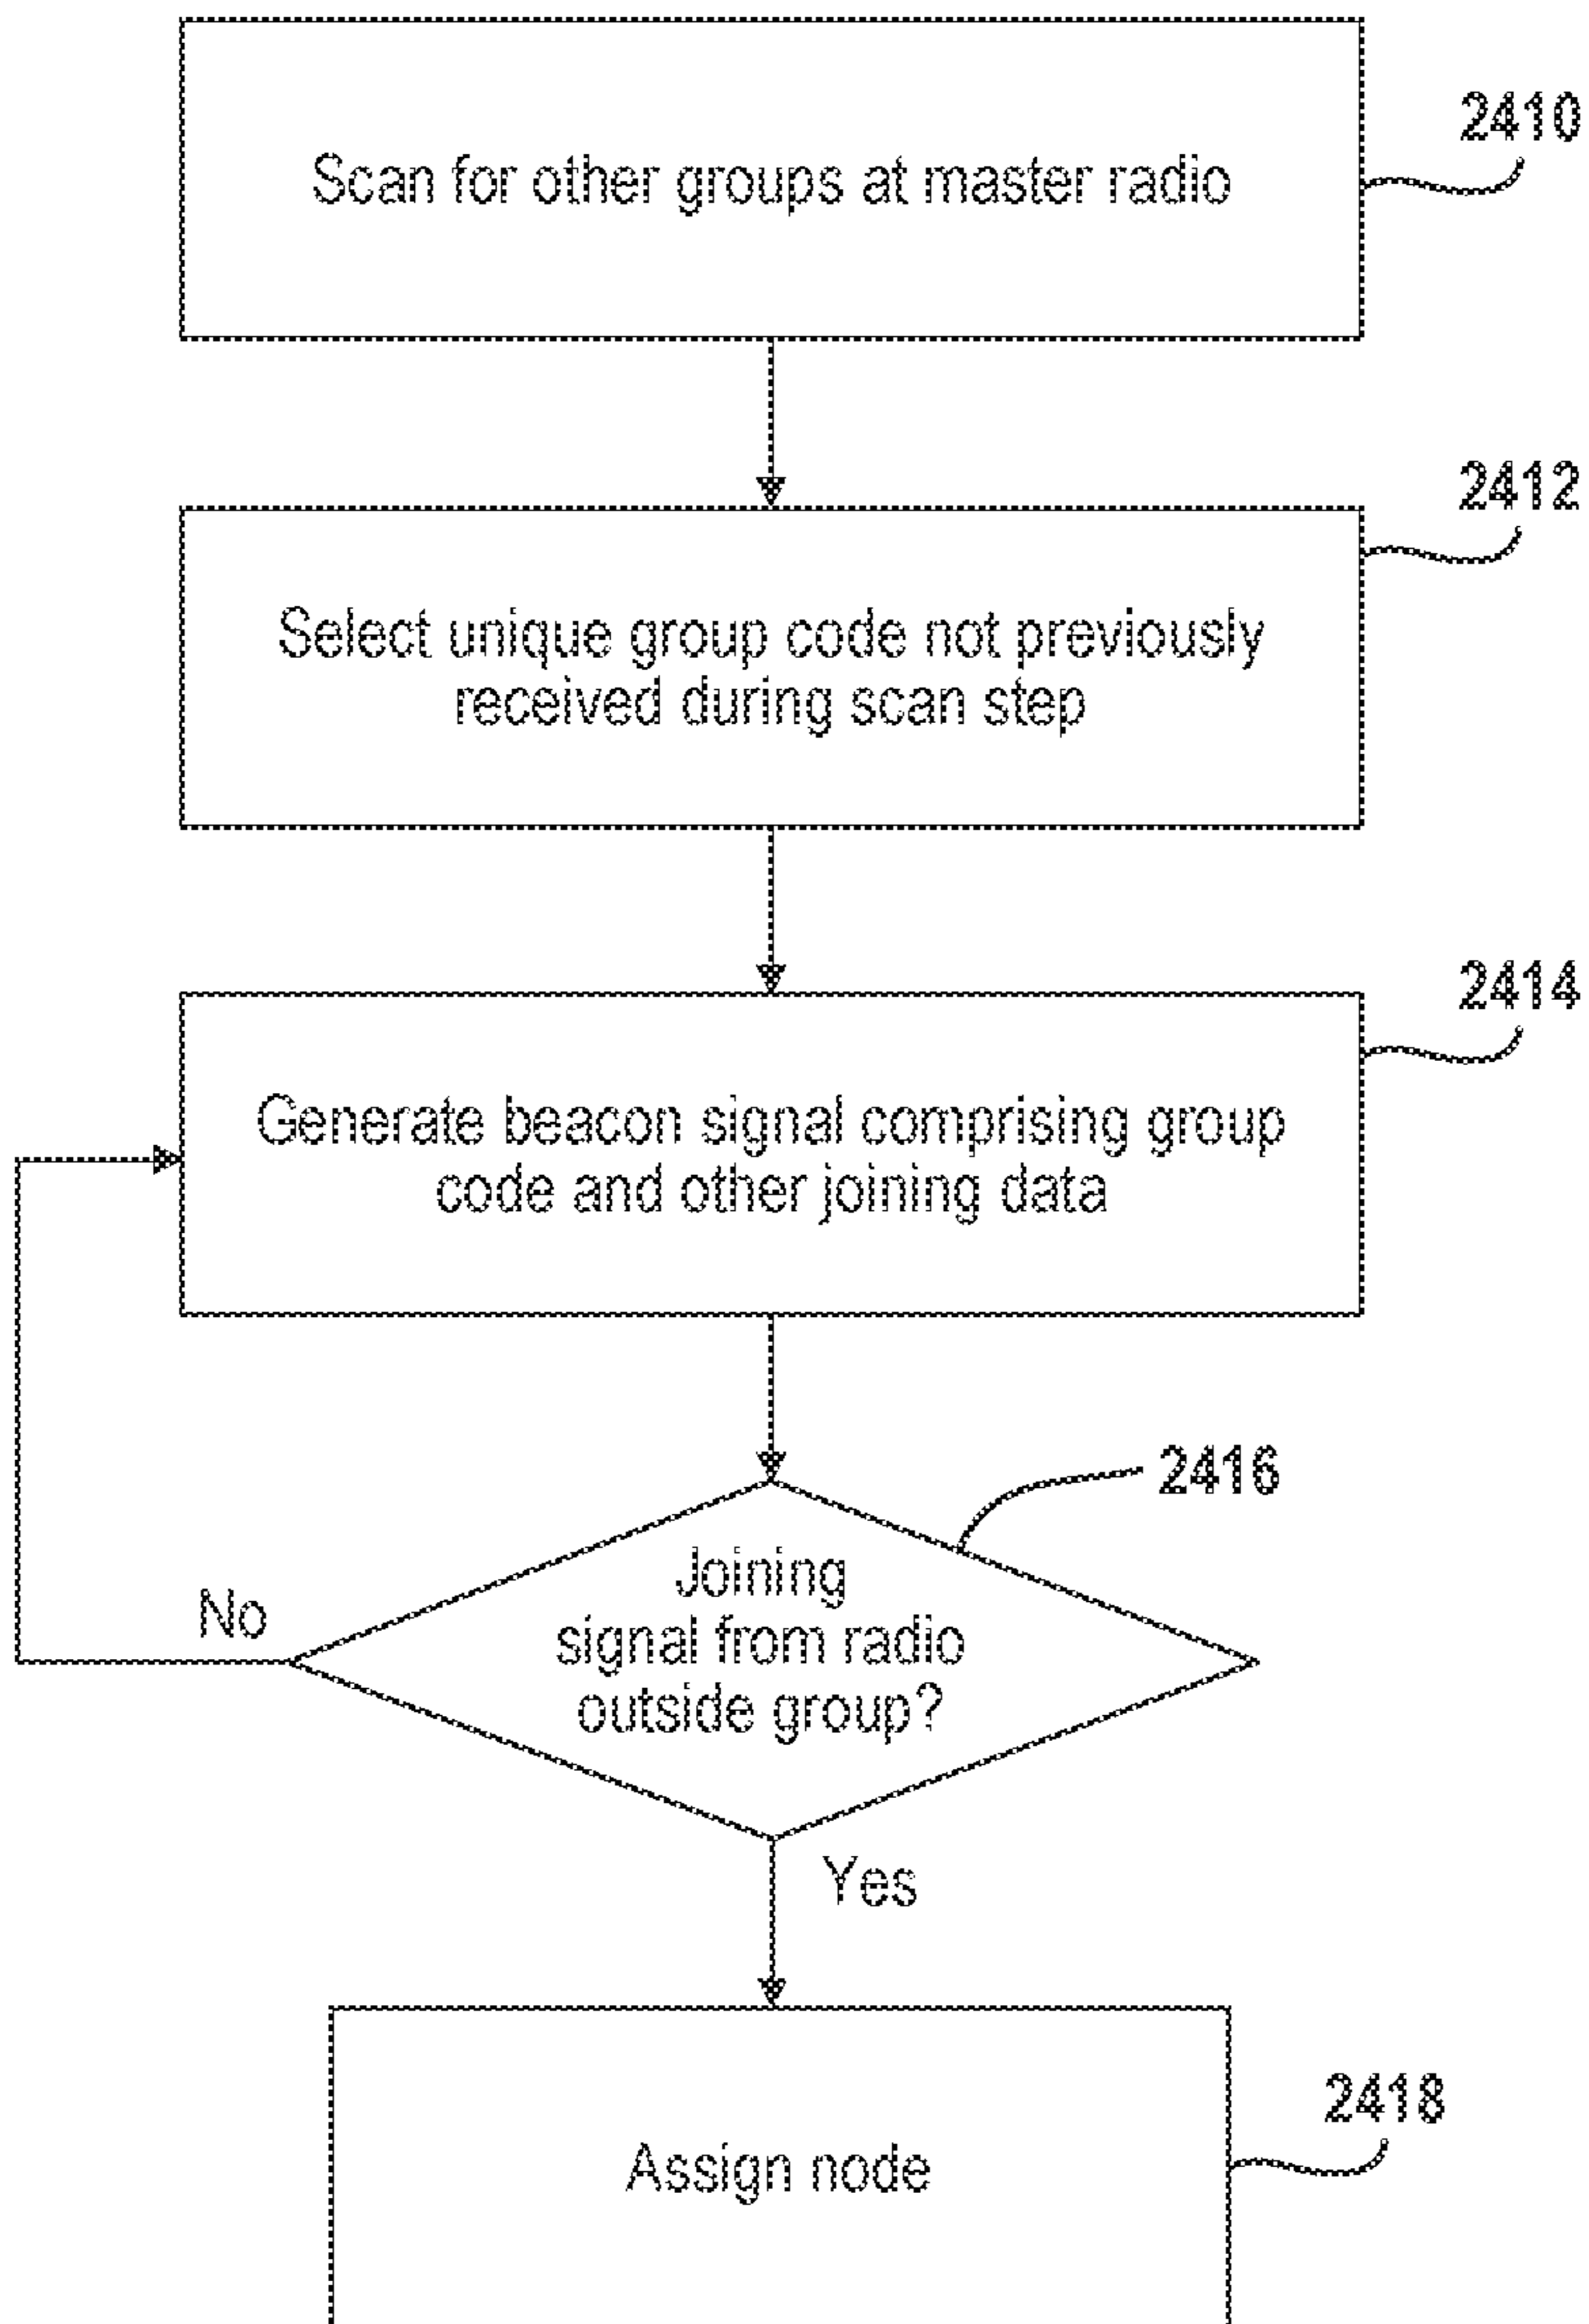 2410
Scan for other groups at master radio
2412
Select unique group code not previously
received during scan step
2414
Generate beacon signal comprising group
code and other joining data
2416
Joining
signal from radio
outside group?
No
Yes
2418
Assign node